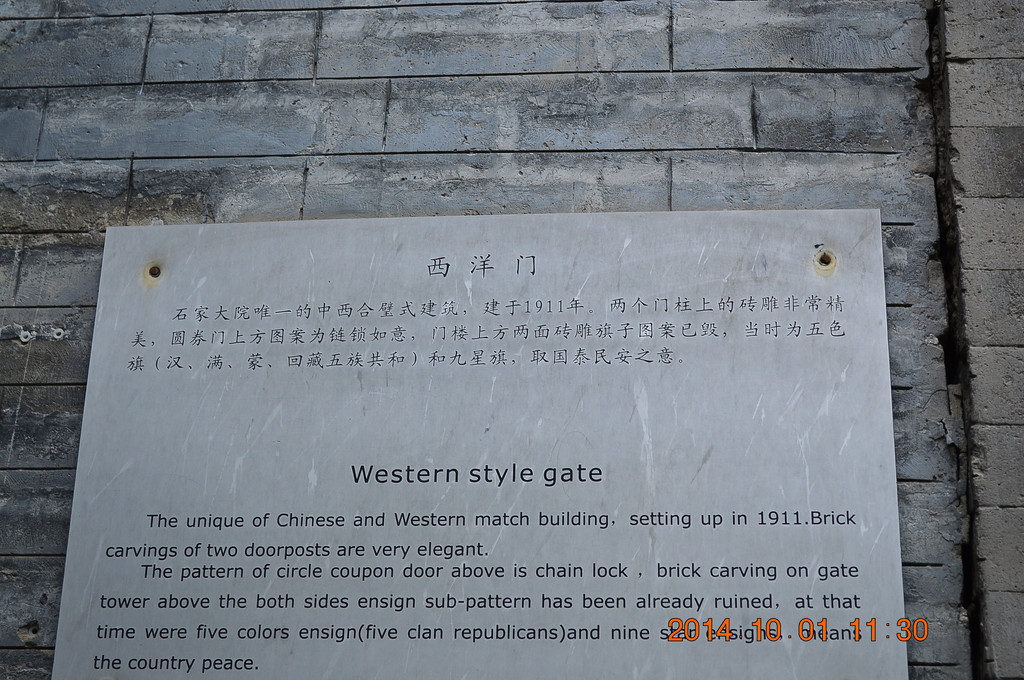 西洋门
石家大院唯一的中西合壁式建筑，建于1911年。两个门柱上的砖雕非常精
美，圆券门上方图案为链锁如意，门楼上方两面砖雕旗子图案已毁，当时为五色
旗（汉、满、蒙、回藏五族共和）和九星旗，取国泰民安之意。
Western style gate
The unique of Chinese and Western match building，setting up in 1911.Brick
carvings of two doorposts are very elegant.
The pattern of circle coupon door above is chain lock ，brick carving on gate
tower above the both sides ensign sub-pattern has been already ruined，at that
time were five colors ensign(five clan republicans)and nine star ensigns，means
the country peace.
2014.10.01 11:30